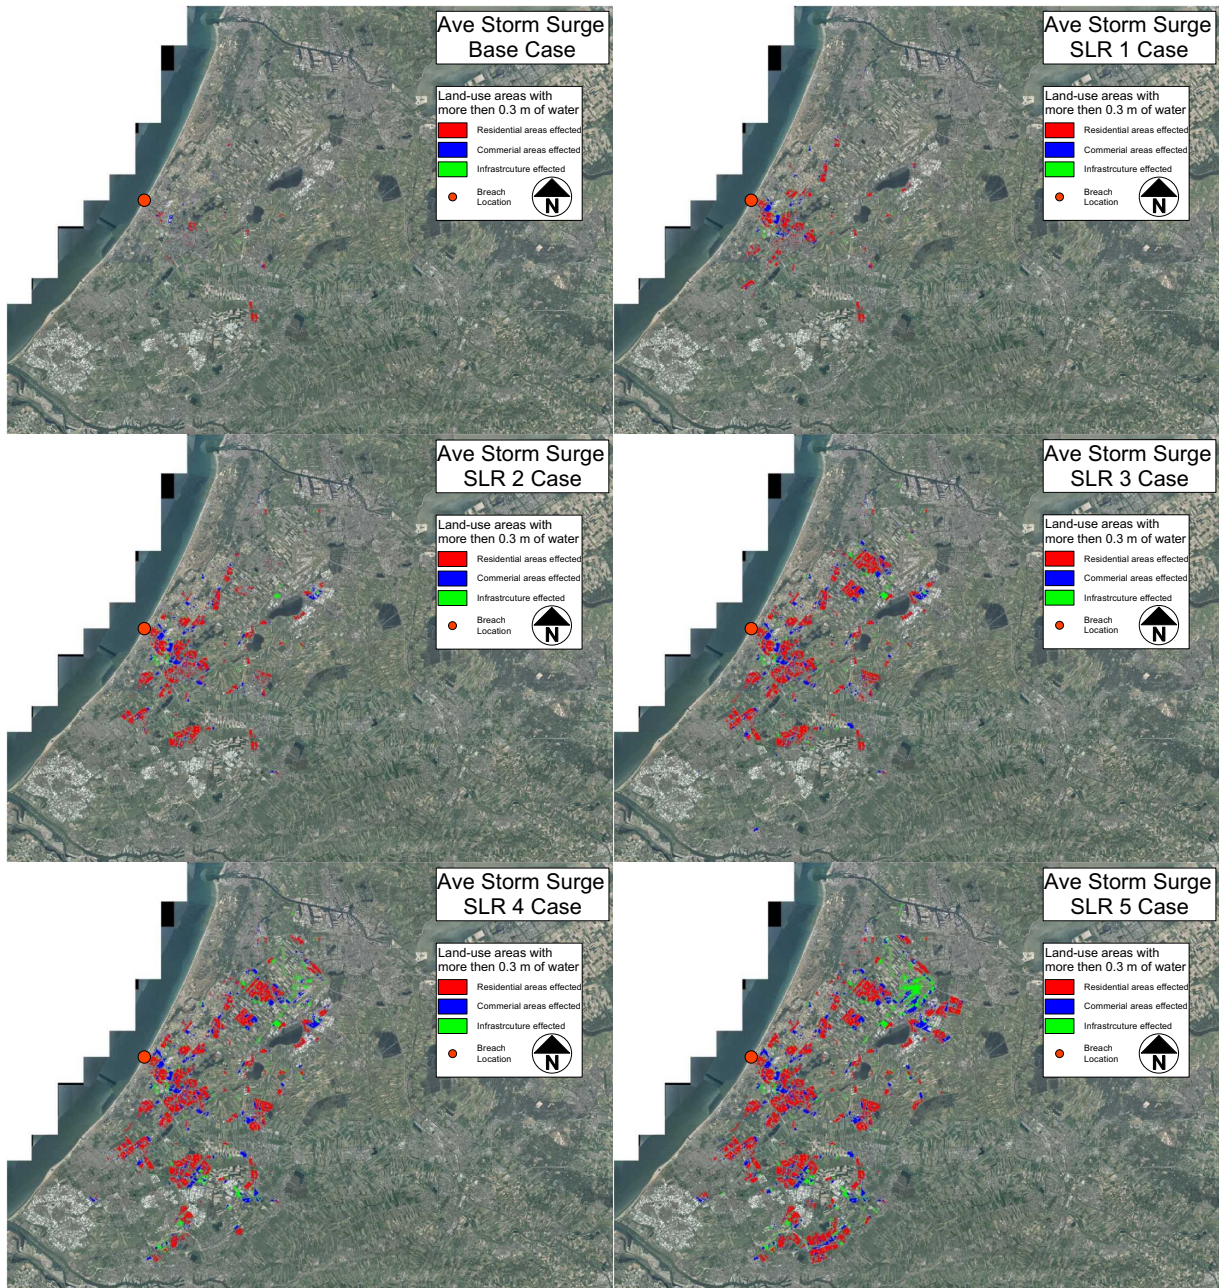 Ave Storm Surge
Base Case
Land-use areas with
more then 0.3 m of water
Residential areas effected
Commerial areas effected
Infrastrcuture effected
Breach
Location
N
Ave Storm Surge
SLR 1 Case
Land-use areas with
more then 0.3 m of water
Residential areas effected
Commerial areas effected
Infrastrcuture effected
Breach
Location
N
Ave Storm Surge
SLR 2 Case
Land-use areas with
more then 0.3 m of water
Residential areas effected
Commerial areas effected
Infrastrcuture effected
Breach
Location
N
Ave Storm Surge
SLR 3 Case
Land-use areas with
more then 0.3 m of water
Residential areas effected
Commerial areas effected
Infrastrcuture effected
Breach
Location
N
Ave Storm Surge
SLR 4 Case
Land-use areas with
more then 0.3 m of water
Residential areas effected
Commerial areas effected
Infrastrcuture effected
Breach
Location
N
Ave Storm Surge
SLR 5 Case
Land-use areas with
more then 0.3 m of water
Residential areas effected
Commerial areas effected
Infrastrcuture effected
Breach
Location
N